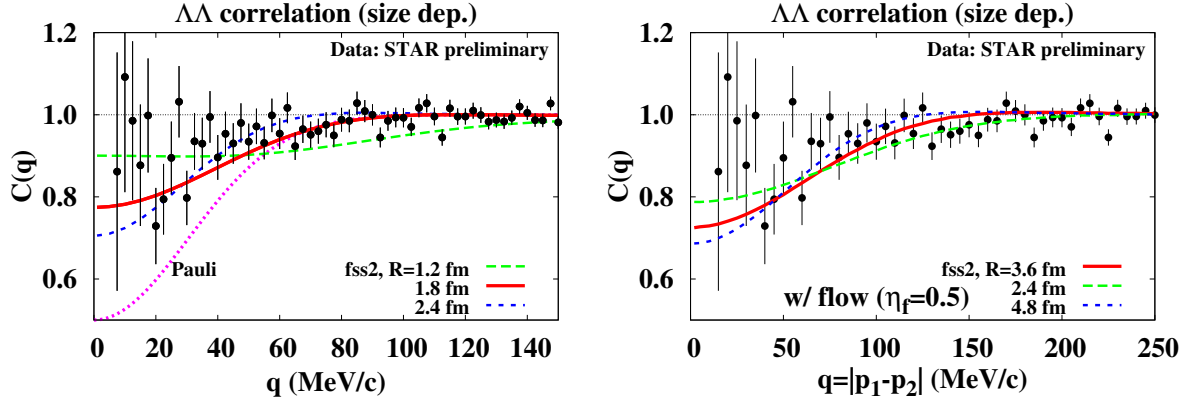 ΛΛ correlation (size dep.)
Data: STAR preliminary
C(q)
1.2
1.0
0.8
0.6
Pauli
fss2, R=1.2 fm
1.8 fm
2.4 fm
0 20 40 60 80 100 120 140
q (MeV/c)
ΛΛ correlation (size dep.)
Data: STAR preliminary
C(q)
1.2
1.0
0.8
0.6
fss2, R=3.6 fm
2.4 fm
4.8 fm
w/ flow (η_f=0.5)
0 50 100 150 200 250
q=|p_1-p_2| (MeV/c)